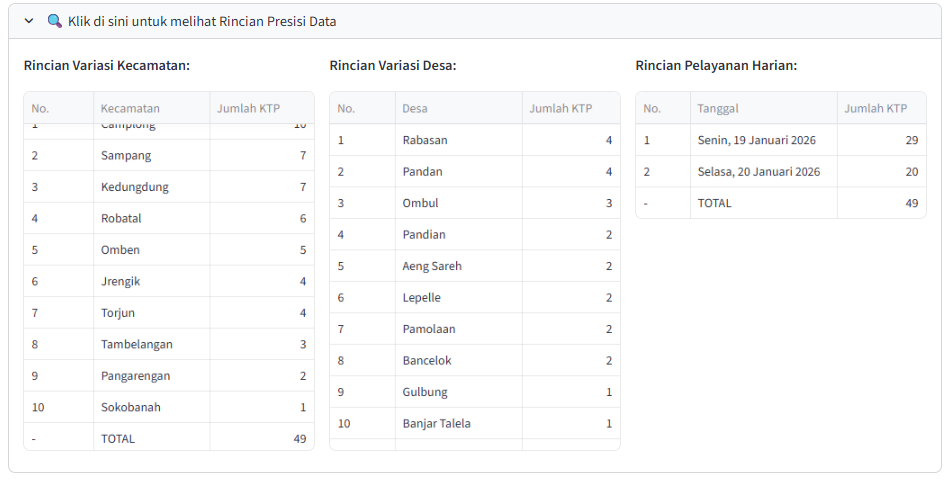 Klik di sini untuk melihat Rincian Presisi Data
Rincian Variasi Kecamatan:
No. Kecamatan Jumlah KTP
1 Camplong 10
2 Sampang 7
3 Kedungdung 7
4 Robatal 6
5 Omben 5
6 Jrengik 4
7 Torjun 4
8 Tambelangan 3
9 Pangarengan 2
10 Sokobanah 1
- TOTAL 49
Rincian Variasi Desa:
No. Desa Jumlah KTP
1 Rabasan 4
2 Pandan 4
3 Ombul 3
4 Pandian 2
5 Aeng Sareh 2
6 Lepelle 2
7 Pamolaan 2
8 Bancelok 2
9 Gulbung 1
10 Banjar Talela 1
Rincian Pelayanan Harian:
No. Tanggal Jumlah KTP
1 Senin, 19 Januari 2026 29
2 Selasa, 20 Januari 2026 20
- TOTAL 49